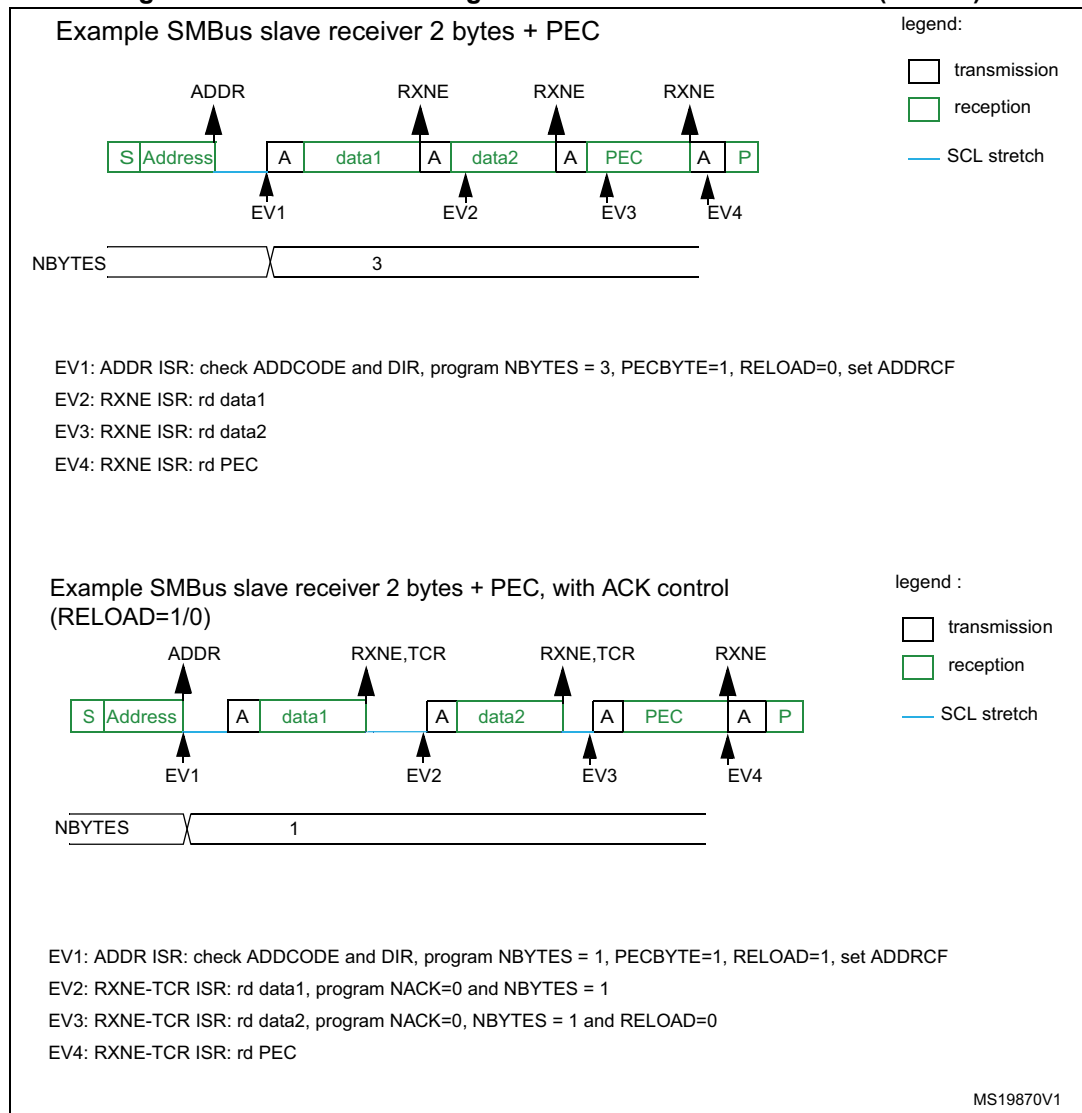 Example SMBus slave receiver 2 bytes + PEC
legend:
transmission
reception
SCL stretch
ADDR RXNE RXNE RXNE
S Address A data1 A data2 A PEC A P
EV1 EV2 EV3 EV4
NBYTES 3
EV1: ADDR ISR: check ADDCODE and DIR, program NBYTES = 3, PECBYTE=1, RELOAD=0, set ADDRCF
EV2: RXNE ISR: rd data1
EV3: RXNE ISR: rd data2
EV4: RXNE ISR: rd PEC
Example SMBus slave receiver 2 bytes + PEC, with ACK control
(RELOAD=1/0)
legend :
transmission
reception
SCL stretch
ADDR RXNE,TCR RXNE,TCR RXNE
S Address A data1 A data2 A PEC A P
EV1 EV2 EV3 EV4
NBYTES 1
EV1: ADDR ISR: check ADDCODE and DIR, program NBYTES = 1, PECBYTE=1, RELOAD=1, set ADDRCF
EV2: RXNE-TCR ISR: rd data1, program NACK=0 and NBYTES = 1
EV3: RXNE-TCR ISR: rd data2, program NACK=0, NBYTES = 1 and RELOAD=0
EV4: RXNE-TCR ISR: rd PEC
MS19870V1